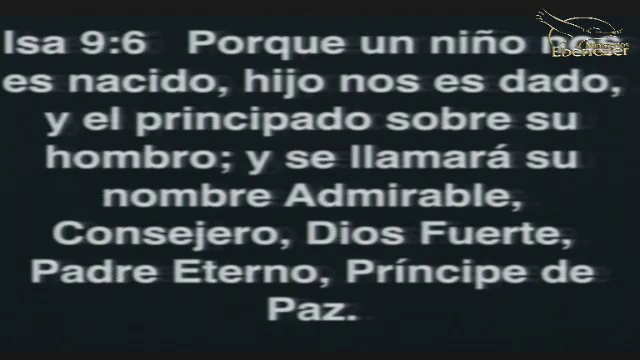 Isa 9:6 Porque un niño nos
es nacido, hijo nos es dado,
y el principado sobre su
hombro; y se llamará su
nombre Admirable,
Consejero, Dios Fuerte,
Padre Eterno, Príncipe de
Paz.
Ministerios
Ebenezer